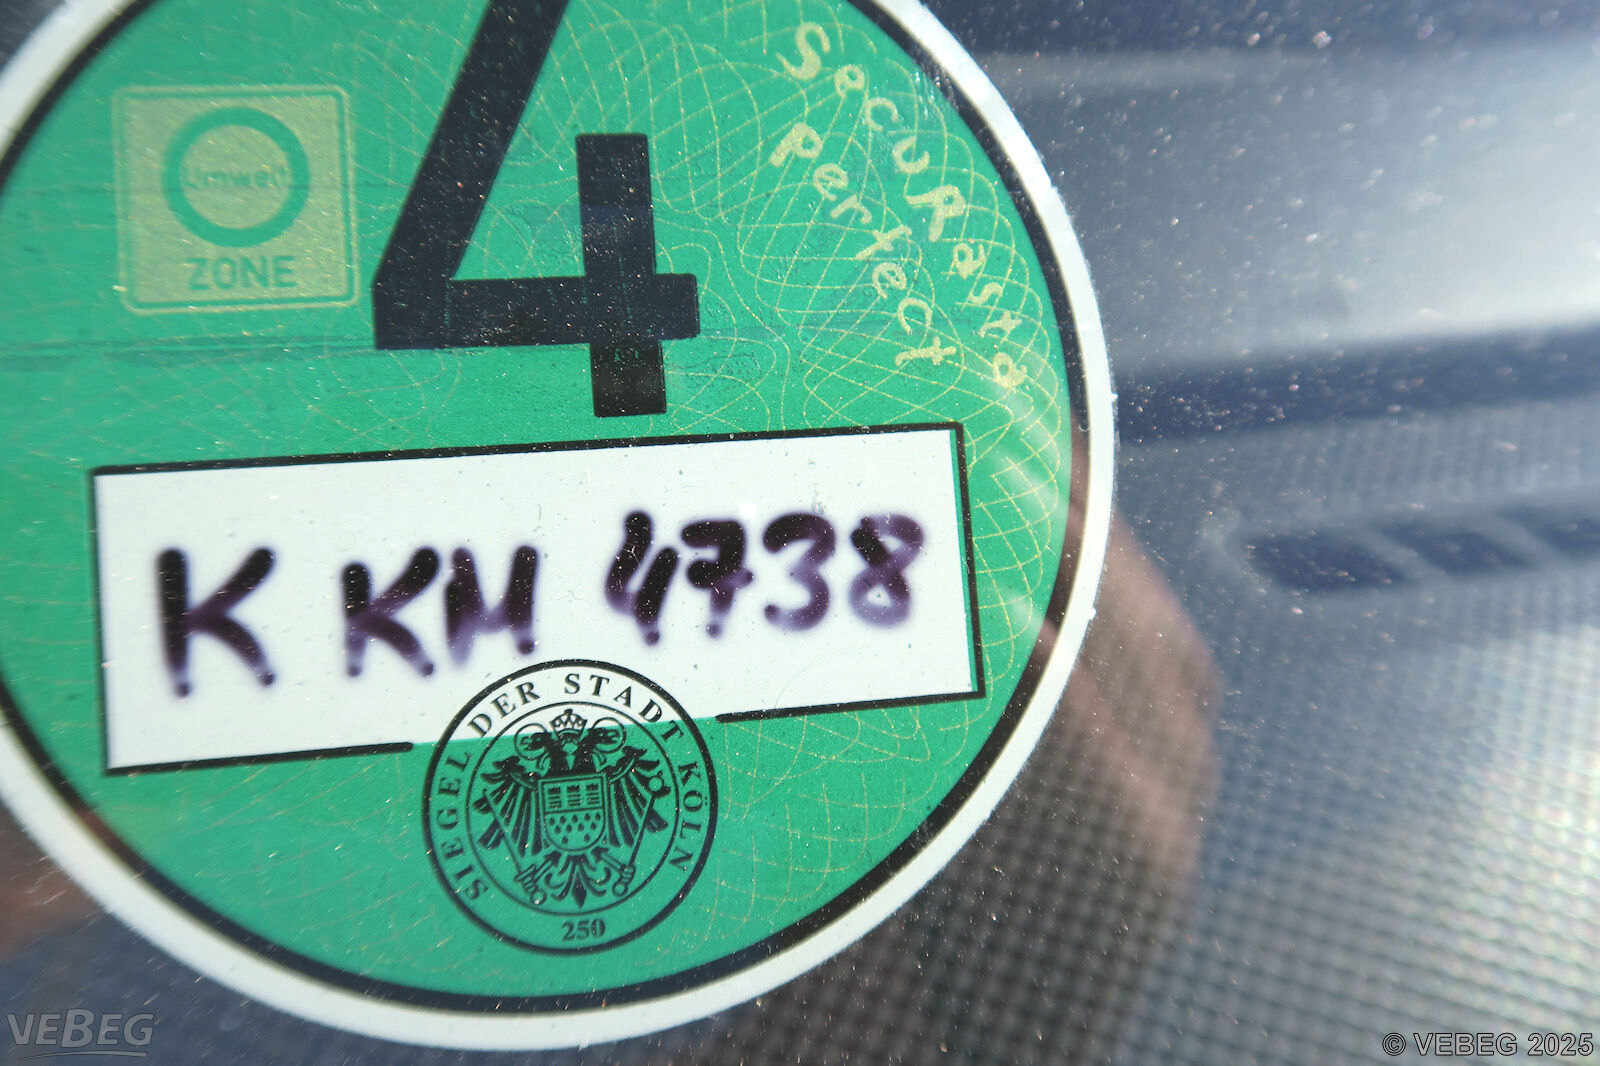 4
Umwelt
ZONE
SecuRasta
Perfect
K KM 4738
SIEGEL DER STADT KÖLN
250
VEBEG
© VEBEG 2025